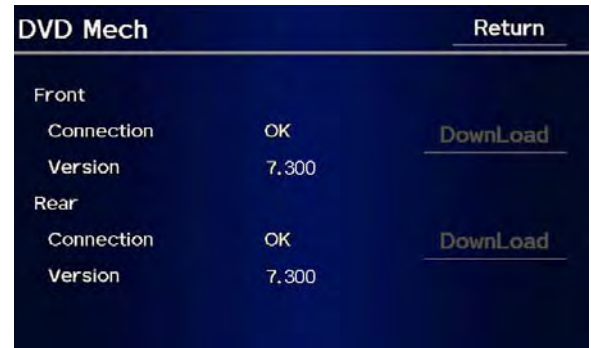 DVD Mech Return
Front
Connection OK DownLoad
Version 7.300
Rear
Connection OK DownLoad
Version 7.300